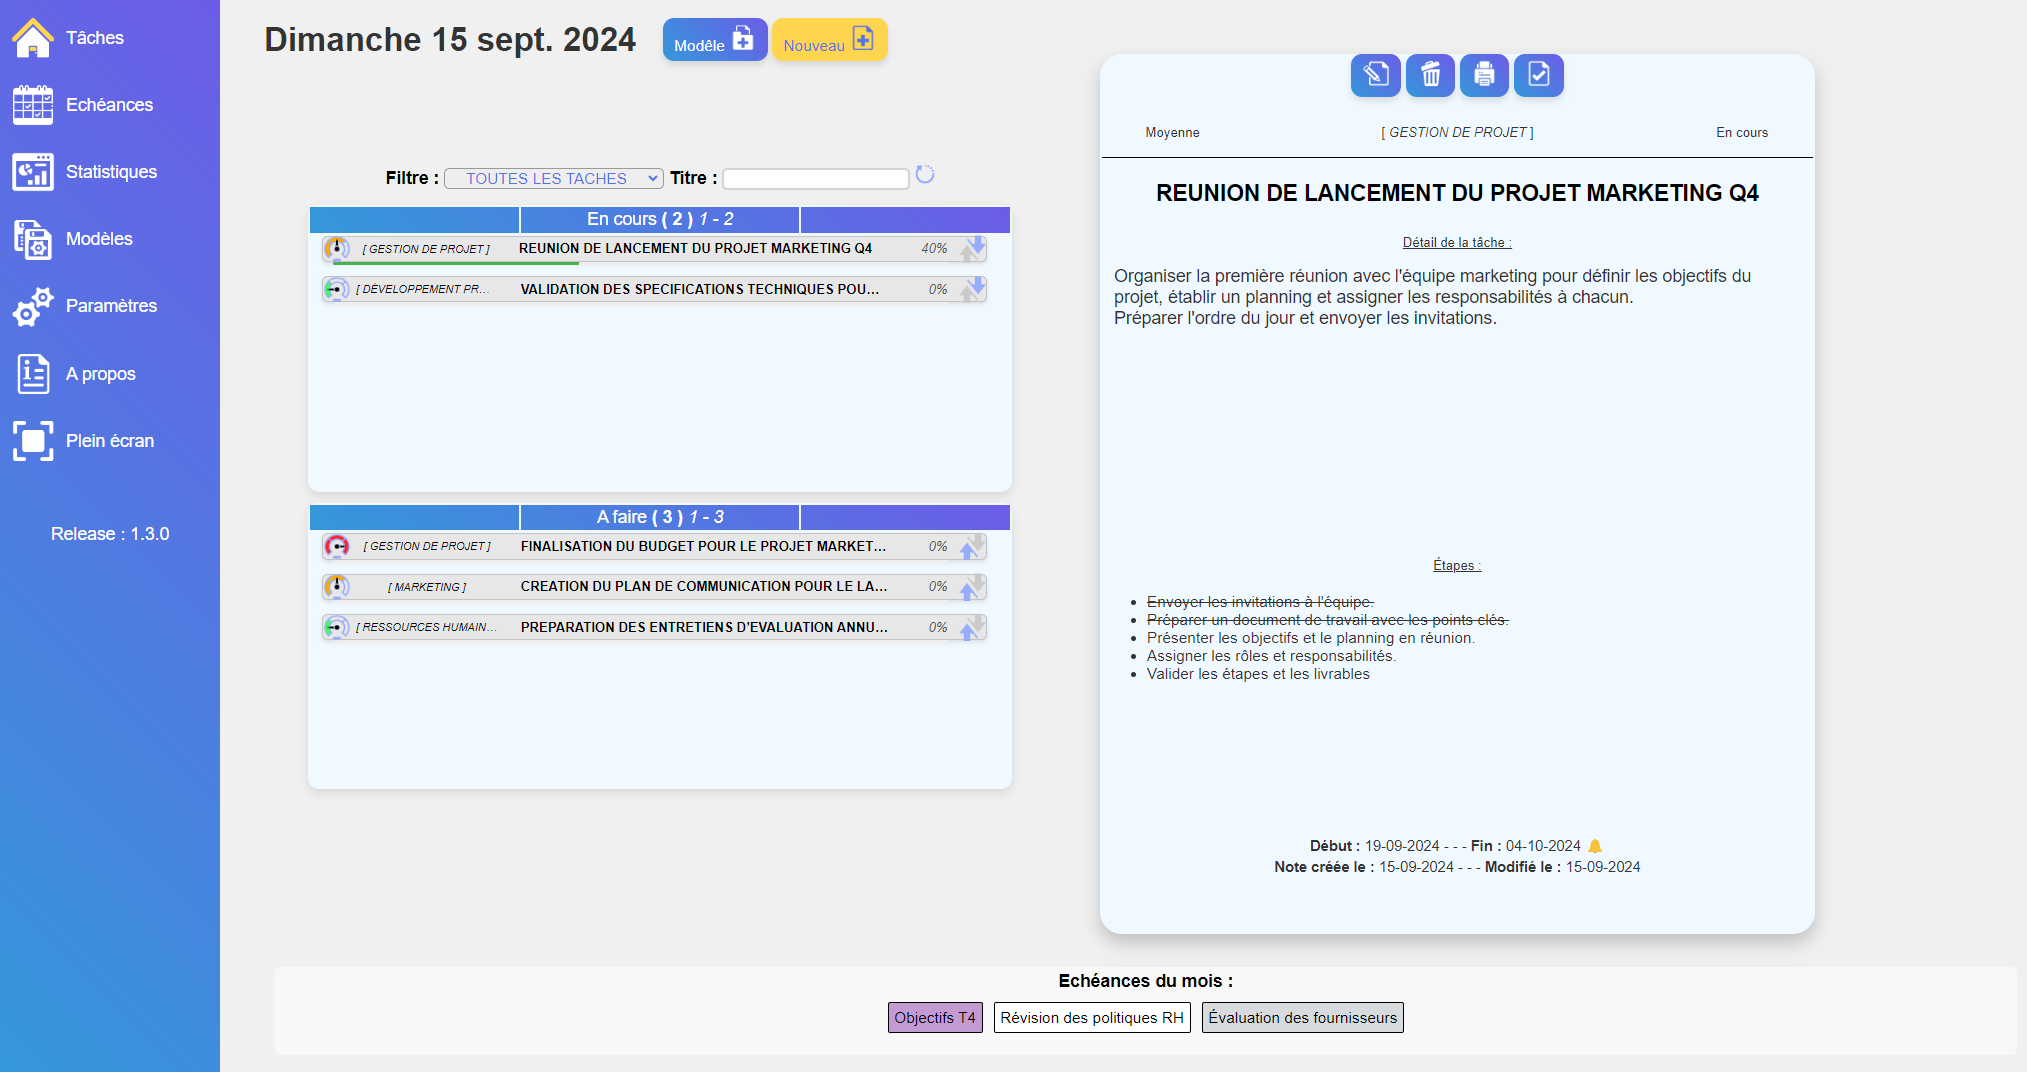 Tâches
Echéances
Statistiques
Modèles
Paramètres
A propos
Plein écran
Release : 1.3.0
Dimanche 15 sept. 2024
Modêle
Nouveau
Filtre : TOUTES LES TACHES Titre :
En cours ( 2 ) 1 - 2
[ GESTION DE PROJET ] REUNION DE LANCEMENT DU PROJET MARKETING Q4 40%
[ DÉVELOPPEMENT PR... VALIDATION DES SPECIFICATIONS TECHNIQUES POU... 0%
A faire ( 3 ) 1 - 3
[ GESTION DE PROJET ] FINALISATION DU BUDGET POUR LE PROJET MARKET... 0%
[ MARKETING ] CREATION DU PLAN DE COMMUNICATION POUR LE LA... 0%
[ RESSOURCES HUMAIN... PREPARATION DES ENTRETIENS D'EVALUATION ANNU... 0%
Moyenne [ GESTION DE PROJET ] En cours
REUNION DE LANCEMENT DU PROJET MARKETING Q4
Détail de la tâche :
Organiser la première réunion avec l'équipe marketing pour définir les objectifs du
projet, établir un planning et assigner les responsabilités à chacun.
Préparer l'ordre du jour et envoyer les invitations.
Étapes :
Envoyer les invitations à l'équipe.
Préparer un document de travail avec les points clés.
Présenter les objectifs et le planning en réunion.
Assigner les rôles et responsabilités.
Valider les étapes et les livrables
Début : 19-09-2024 - - - Fin : 04-10-2024
Note créée le : 15-09-2024 - - - Modifié le : 15-09-2024
Echéances du mois :
Objectifs T4
Révision des politiques RH
Évaluation des fournisseurs